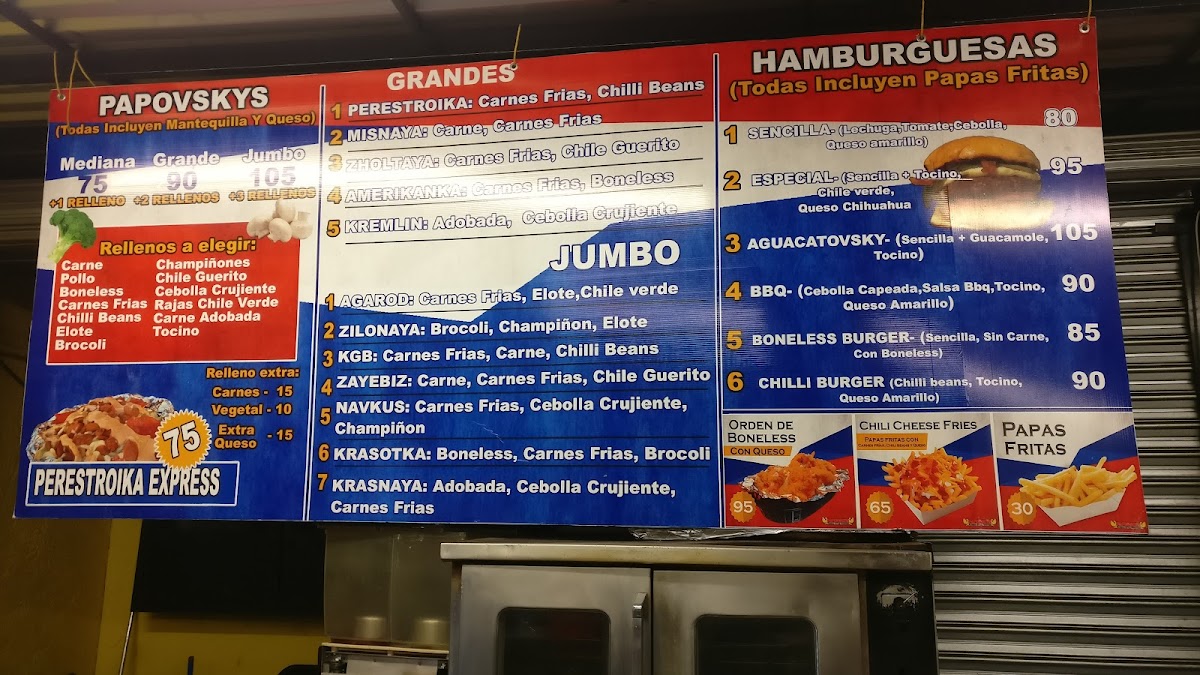 PAPOVSKYS
(Todas Incluyen Mantequilla Y Queso)
Mediana Grande Jumbo
75 90 105
+1 RELLENO +2 RELLENOS +3 RELLENOS
Rellenos a elegir:
Carne
Pollo
Boneless
Carnes Frias
Chilli Beans
Elote
Brocoli
Champiñones
Chile Guerito
Cebolla Crujiente
Rajas Chile Verde
Carne Adobada
Tocino
Relleno extra:
Carnes - 15
Vegetal - 10
Extra Queso - 15
75
PERESTROIKA EXPRESS
GRANDES
1 PERESTROIKA: Carnes Frias, Chilli Beans
2 MISNAYA: Carne, Carnes Frias
3 ZHOLTAYA: Carnes Frias, Chile Guerito
4 AMERIKANKA: Carnes Frias, Boneless
5 KREMLIN: Adobada, Cebolla Crujiente
JUMBO
1 AGAROD: Carnes Frias, Elote,Chile verde
2 ZILONAYA: Brocoli, Champiñon, Elote
3 KGB: Carnes Frias, Carne, Chilli Beans
4 ZAYEBIZ: Carne, Carnes Frias, Chile Guerito
5 NAVKUS: Carnes Frias, Cebolla Crujiente,
Champiñon
6 KRASOTKA: Boneless, Carnes Frias, Brocoli
7 KRASNAYA: Adobada, Cebolla Crujiente,
Carnes Frias
HAMBURGUESAS
(Todas Incluyen Papas Fritas)
1 SENCILLA- (Lechuga,Tomate,Cebolla, 80
Queso amarillo)
2 ESPECIAL- (Sencilla + Tocino, 95
Chile verde,
Queso Chihuahua
3 AGUACATOVSKY- (Sencilla + Guacamole, 105
Tocino)
4 BBQ- (Cebolla Capeada,Salsa Bbq,Tocino, 90
Queso Amarillo)
5 BONELESS BURGER- (Sencilla, Sin Carne, 85
Con Boneless)
6 CHILLI BURGER (Chilli beans, Tocino, 90
Queso Amarillo)
ORDEN DE
BONELESS
CON QUESO
95
CHILI CHEESE FRIES
PAPAS FRITAS CON
65
PAPAS
FRITAS
30